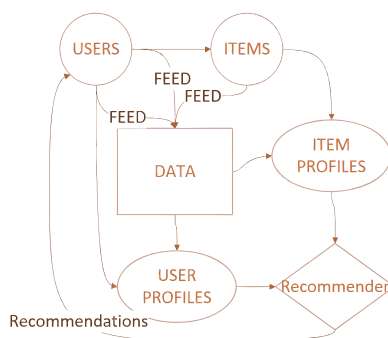 USERS
ITEMS
FEED
FEED
FEED
DATA
ITEM
PROFILES
USER
PROFILES
Recommender
Recommendations